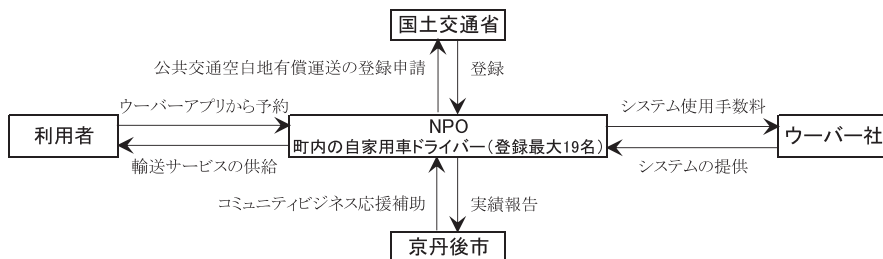 国土交通省
公共交通空白地有償運送の登録申請
登録
ウーバーアプリから予約
システム使用手数料
利用者
NPO
町内の自家用車ドライバー(登録最大19名)
ウーバー社
輸送サービスの供給
システムの提供
コミュニティビジネス応援補助
実績報告
京丹後市